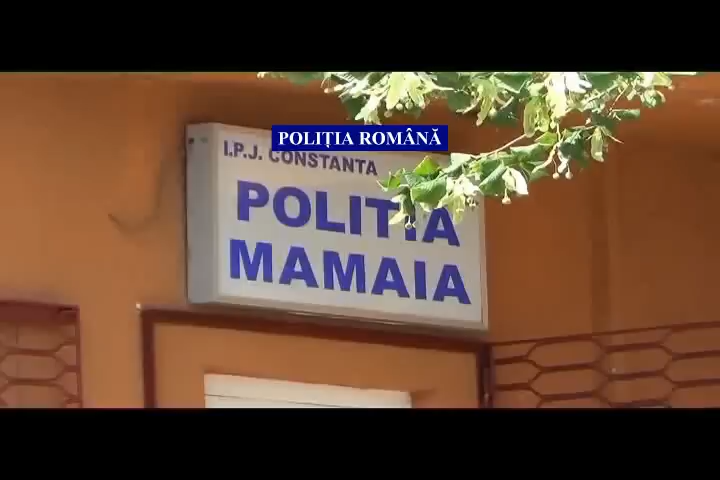 POLIȚIA ROMÂNĂ
I.P.J. CONSTANTA
POLITIA
MAMAIA